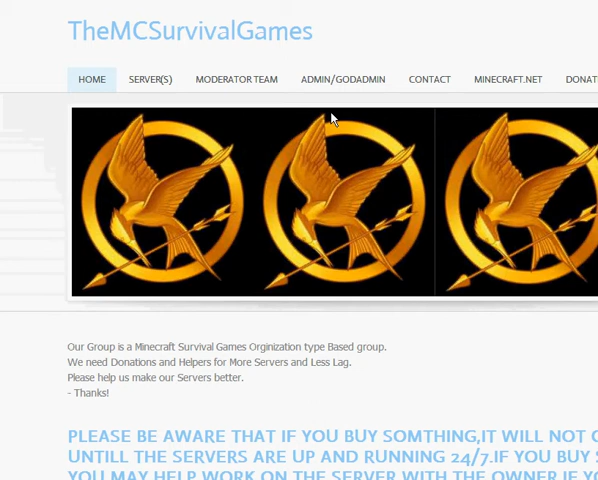 TheMCSurvivalGames
HOME SERVER(S) MODERATOR TEAM ADMIN/GODADMIN CONTACT MINECRAFT.NET DONAT
Our Group is a Minecraft Survival Games Orginization type Based group.
We need Donations and Helpers for More Servers and Less Lag.
Please help us make our Servers better.
- Thanks!
PLEASE BE AWARE THAT IF YOU BUY SOMTHING,IT WILL NOT
UNTILL THE SERVERS ARE UP AND RUNNING 24/7.IF YOU BUY
YOU MAY HELP WORK ON THE SERVER WITH THE OWNER.IF YO